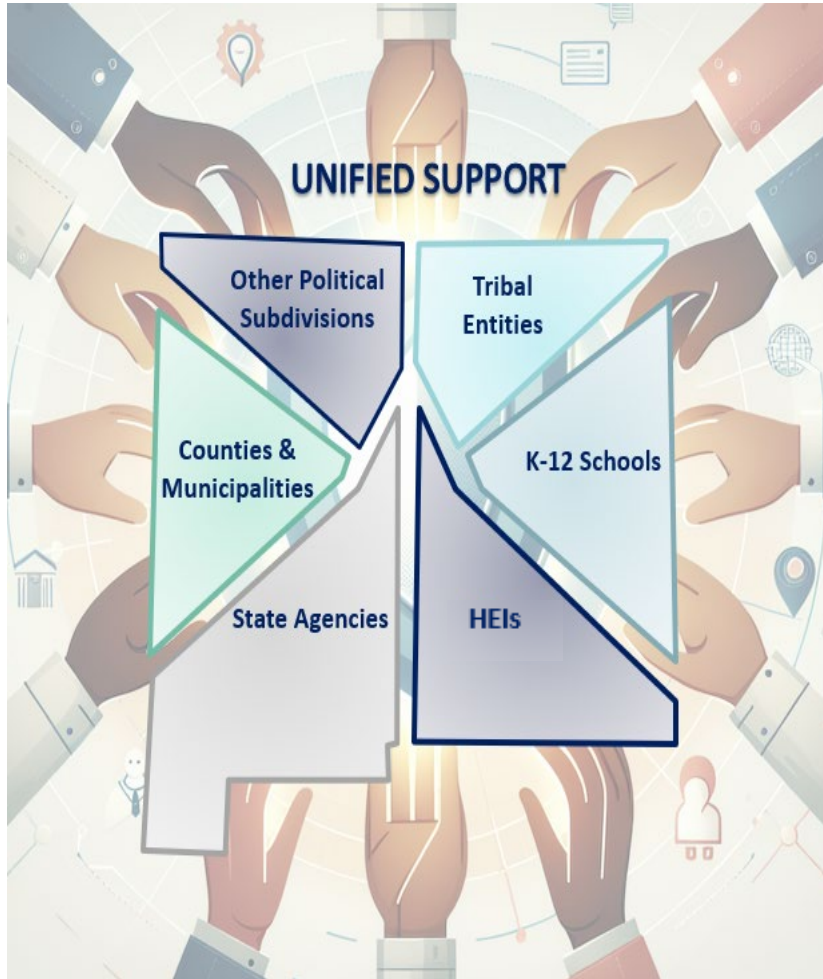 UNIFIED SUPPORT
Other Political
Subdivisions
Tribal
Entities
Counties &
Municipalities
K-12 Schools
State Agencies
HEIs